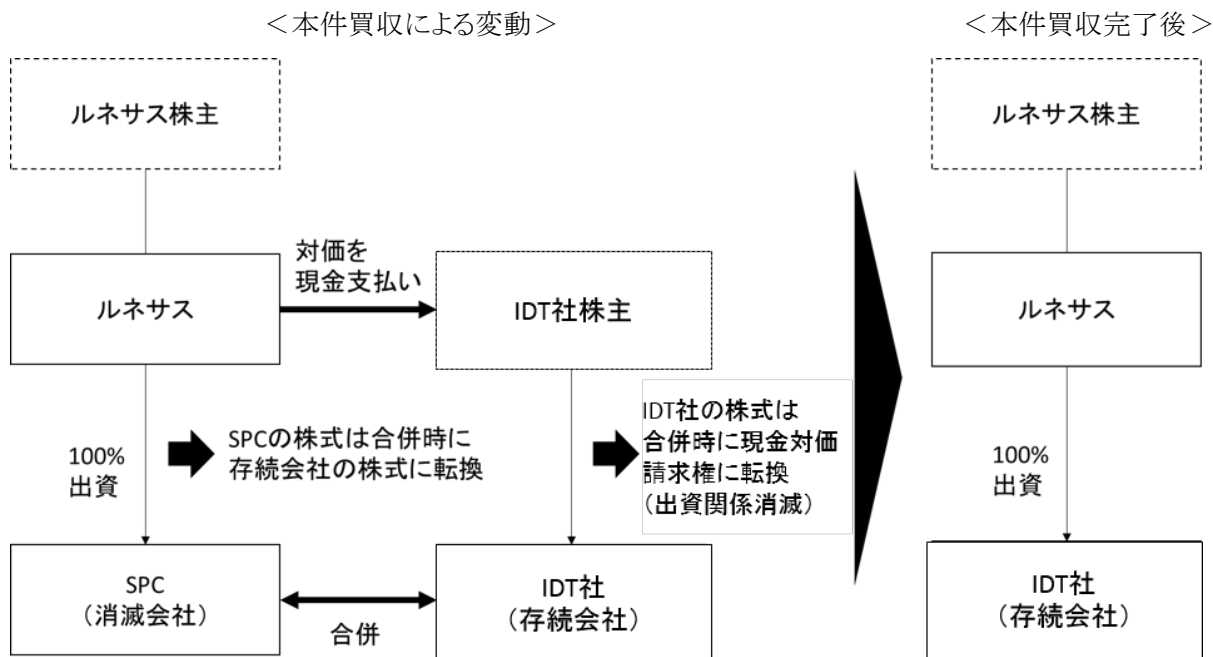 ＜本件買収による変動＞
＜本件買収完了後＞
ルネサス株主
ルネサス株主
ルネサス
対価を
現金支払い
IDT社株主
ルネサス
100%
出資
SPCの株式は合併時に
存続会社の株式に転換
IDT社の株式は
合併時に現金対価
請求権に転換
（出資関係消滅）
100%
出資
SPC
（消滅会社）
合併
IDT社
（存続会社）
IDT社
（存続会社）